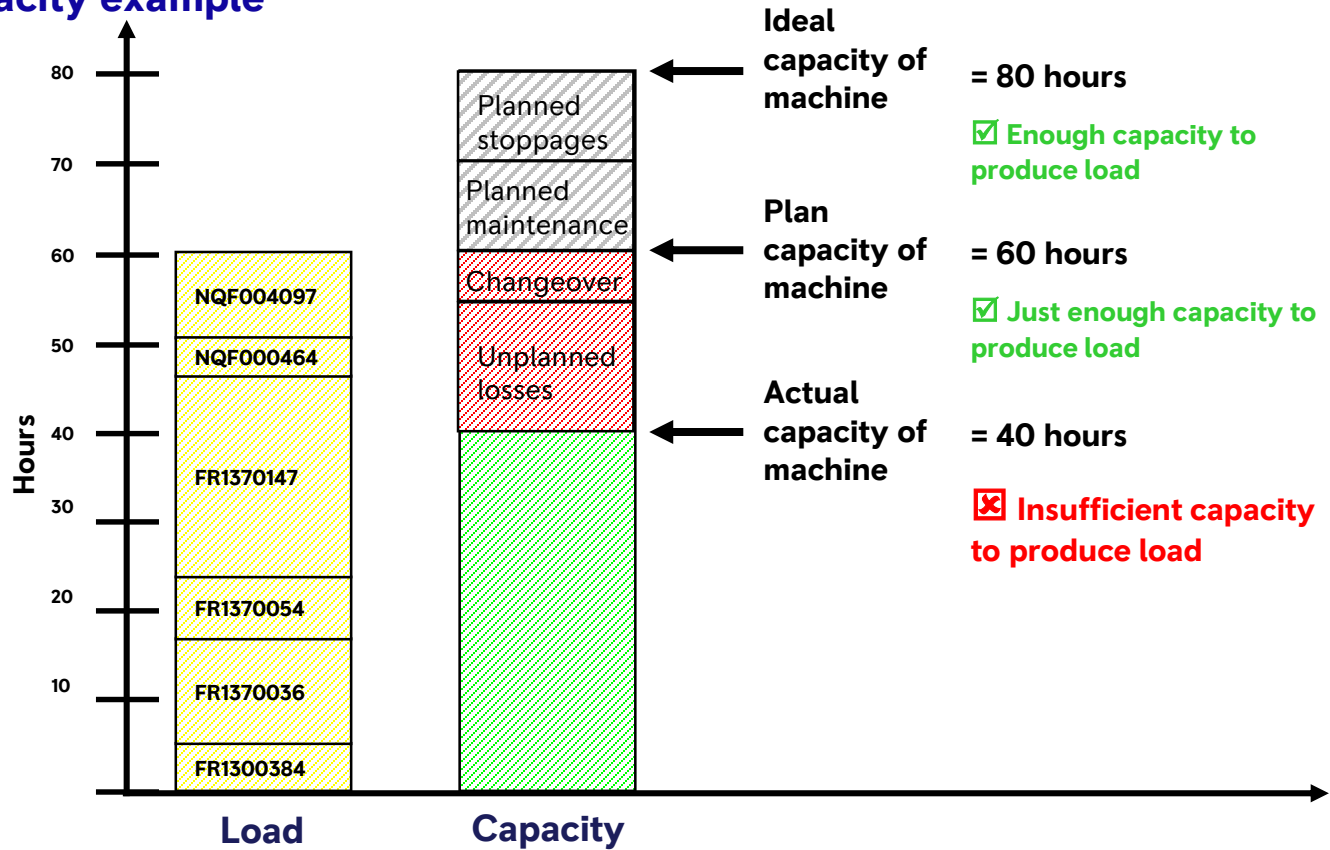 acity example
80
70
60
50
40
30
20
10
Hours
NQF004097
NQF000464
FR1370147
FR1370054
FR1370036
FR1300384
Load
Planned
stoppages
Planned
maintenance
Changeover
Unplanned
losses
Capacity
Ideal
capacity of
machine
= 80 hours
☑ Enough capacity to
produce load
Plan
capacity of
machine
= 60 hours
☑ Just enough capacity to
produce load
Actual
capacity of
machine
= 40 hours
☒ Insufficient capacity
to produce load